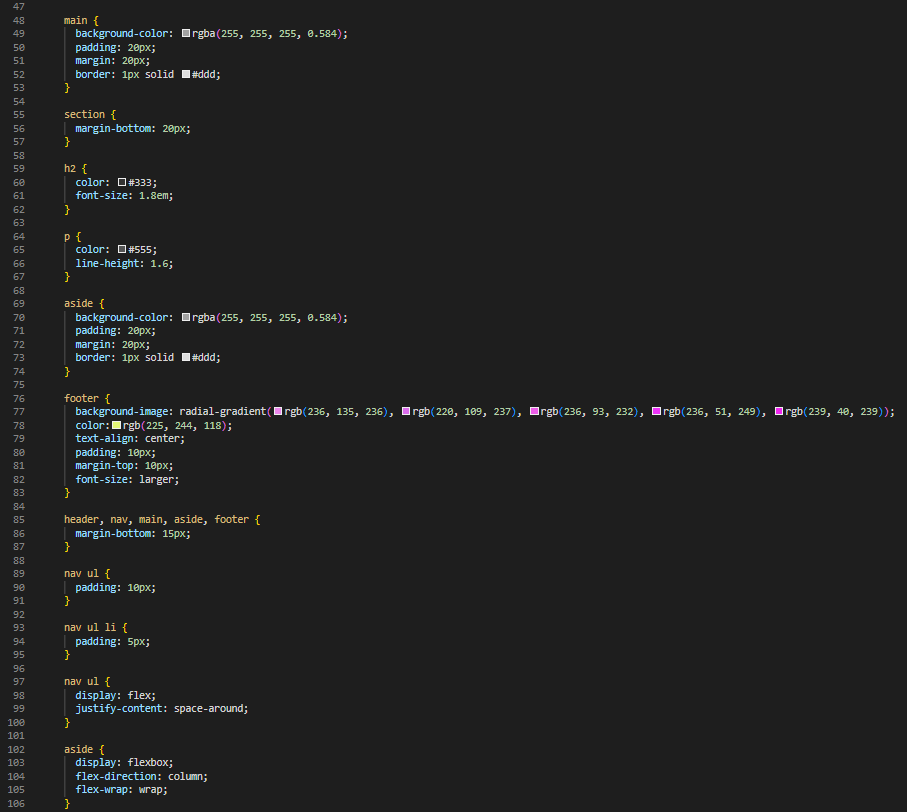 47
48 main {
49 background-color: rgba(255, 255, 255, 0.584);
50 padding: 20px;
51 margin: 20px;
52 border: 1px solid #ddd;
53 }
54
55 section {
56 margin-bottom: 20px;
57 }
58
59 h2 {
60 color: #333;
61 font-size: 1.8em;
62 }
63
64 p {
65 color: #555;
66 line-height: 1.6;
67 }
68
69 aside {
70 background-color: rgba(255, 255, 255, 0.584);
71 padding: 20px;
72 margin: 20px;
73 border: 1px solid #ddd;
74 }
75
76 footer {
77 background-image: radial-gradient(rgb(236, 135, 236), rgb(220, 109, 237), rgb(236, 93, 232), rgb(236, 51, 249), rgb(239, 40, 239));
78 color:rgb(225, 244, 118);
79 text-align: center;
80 padding: 10px;
81 margin-top: 10px;
82 font-size: larger;
83 }
84
85 header, nav, main, aside, footer {
86 margin-bottom: 15px;
87 }
88
89 nav ul {
90 padding: 10px;
91 }
92
93 nav ul li {
94 padding: 5px;
95 }
96
97 nav ul {
98 display: flex;
99 justify-content: space-around;
100 }
101
102 aside {
103 display: flexbox;
104 flex-direction: column;
105 flex-wrap: wrap;
106 }